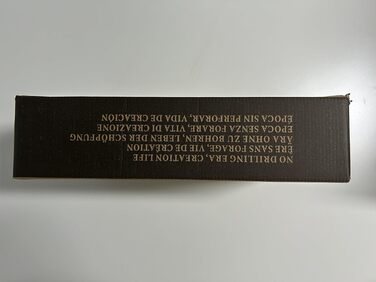 NO DRILLING ERA, CREATION LIFE
ÈRE SANS FORAGE, VIE DE CRÉATION
ÄRA OHNE ZU BOHREN, LEBEN DER SCHÖPFUNG
EPOCA SENZA FORARE, VITA DI CREAZIONE
ÉPOCA SIN PERFORAR, VIDA DE CREACIÓN